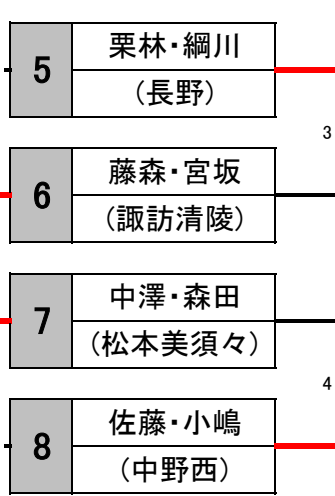 5
栗林・綱川
(長野)
3
6
藤森・宮坂
(諏訪清陵)
7
中澤・森田
(松本美須々)
4
8
佐藤・小嶋
(中野西)